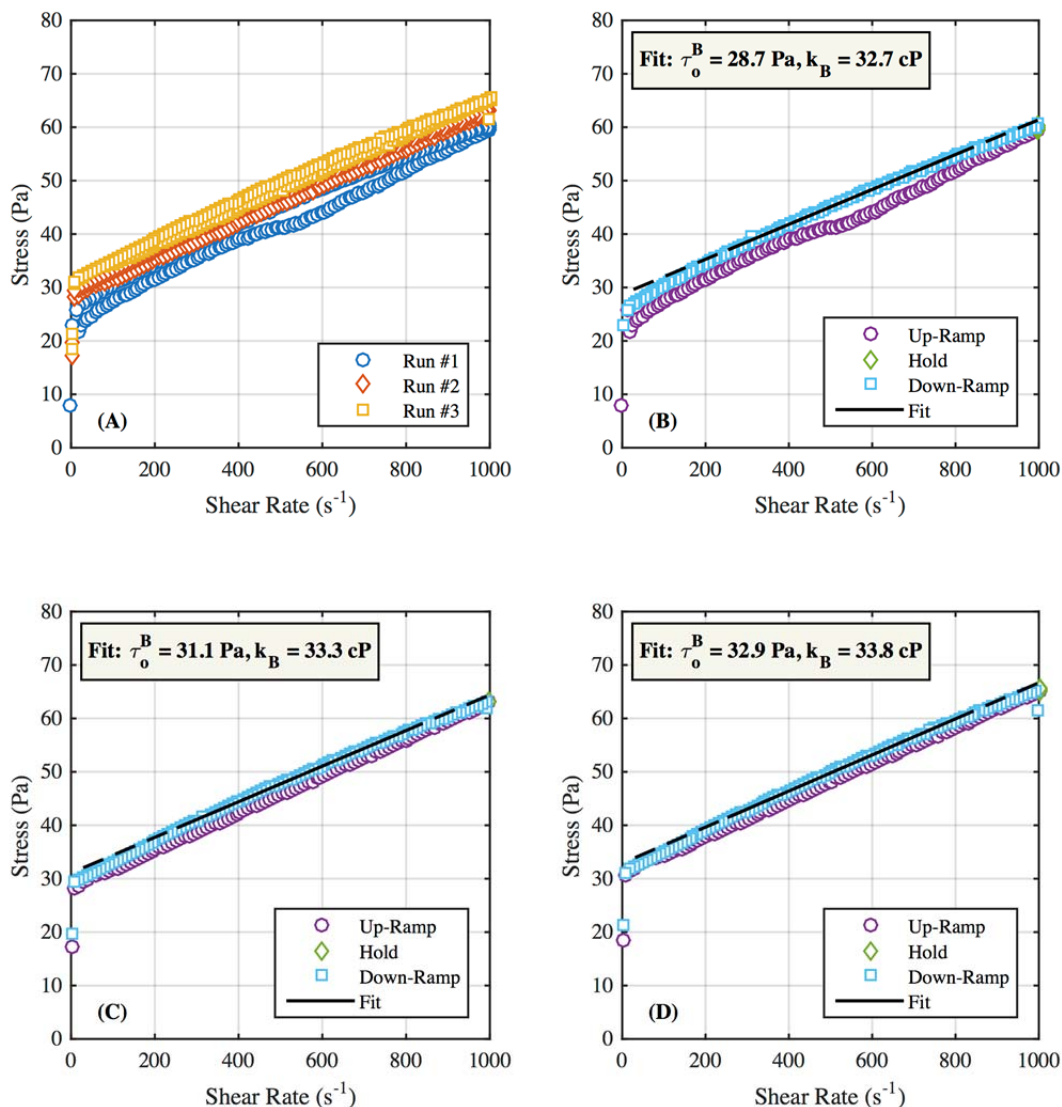 80
70
60
50
40
30
20
10
0
Stress (Pa)
Run #1
Run #2
Run #3
(A)
0 200 400 600 800 1000
Shear Rate (s⁻¹)
80
70
60
50
40
30
20
10
0
Stress (Pa)
Fit: τ_o^B = 28.7 Pa, k_B = 32.7 cP
Up-Ramp
Hold
Down-Ramp
Fit
(B)
0 200 400 600 800 1000
Shear Rate (s⁻¹)
80
70
60
50
40
30
20
10
0
Stress (Pa)
Fit: τ_o^B = 31.1 Pa, k_B = 33.3 cP
Up-Ramp
Hold
Down-Ramp
Fit
(C)
0 200 400 600 800 1000
Shear Rate (s⁻¹)
80
70
60
50
40
30
20
10
0
Stress (Pa)
Fit: τ_o^B = 32.9 Pa, k_B = 33.8 cP
Up-Ramp
Hold
Down-Ramp
Fit
(D)
0 200 400 600 800 1000
Shear Rate (s⁻¹)